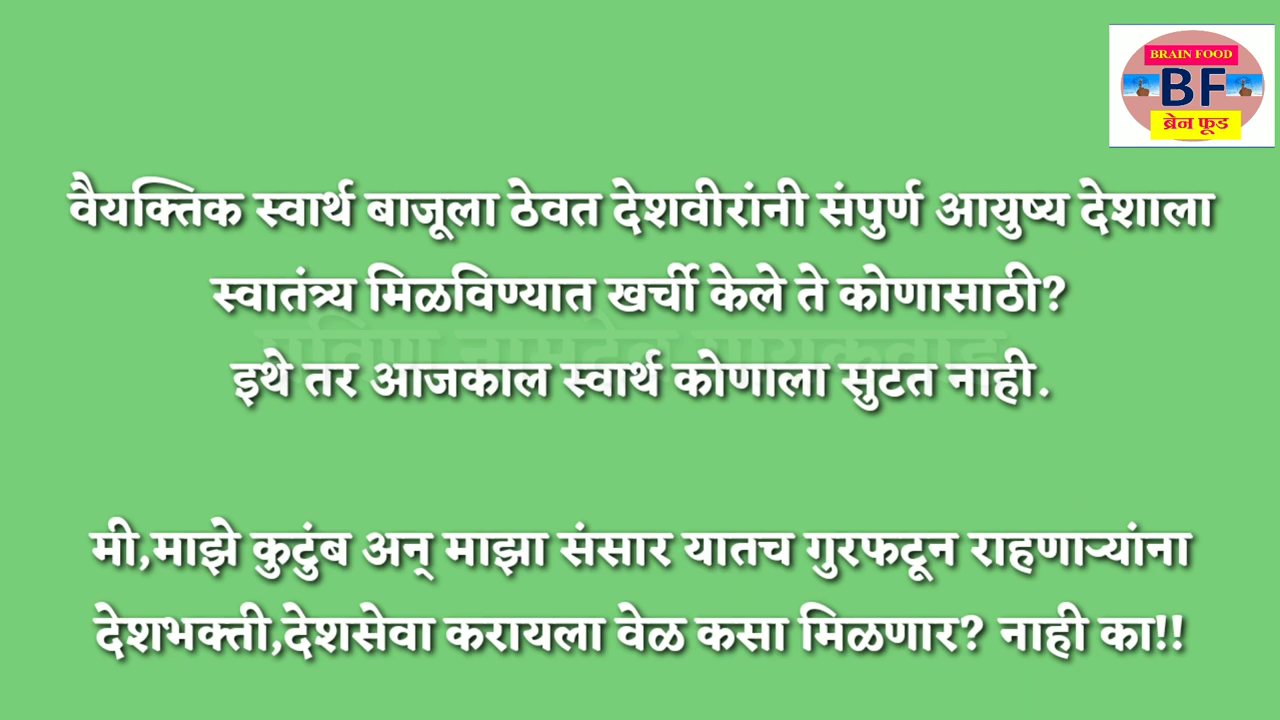 BRAIN FOOD
BF
ब्रेन फूड
वैयक्तिक स्वार्थ बाजूला ठेवत देशवीरांनी संपुर्ण आयुष्य देशाला
स्वातंत्र्य मिळविण्यात खर्ची केले ते कोणासाठी?
इथे तर आजकाल स्वार्थ कोणाला सुटत नाही.
मी,माझे कुटुंब अन् माझा संसार यातच गुरफटून राहणाऱ्यांना
देशभक्ती,देशसेवा करायला वेळ कसा मिळणार? नाही का!!